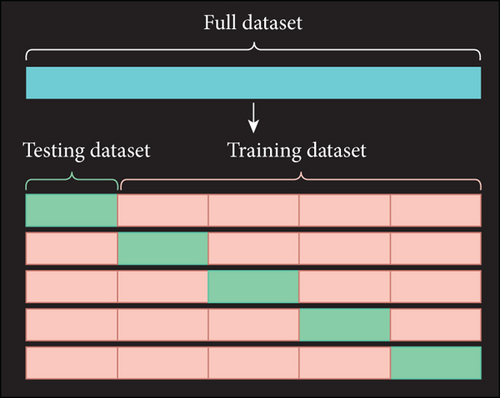 Full dataset
Testing dataset
Training dataset